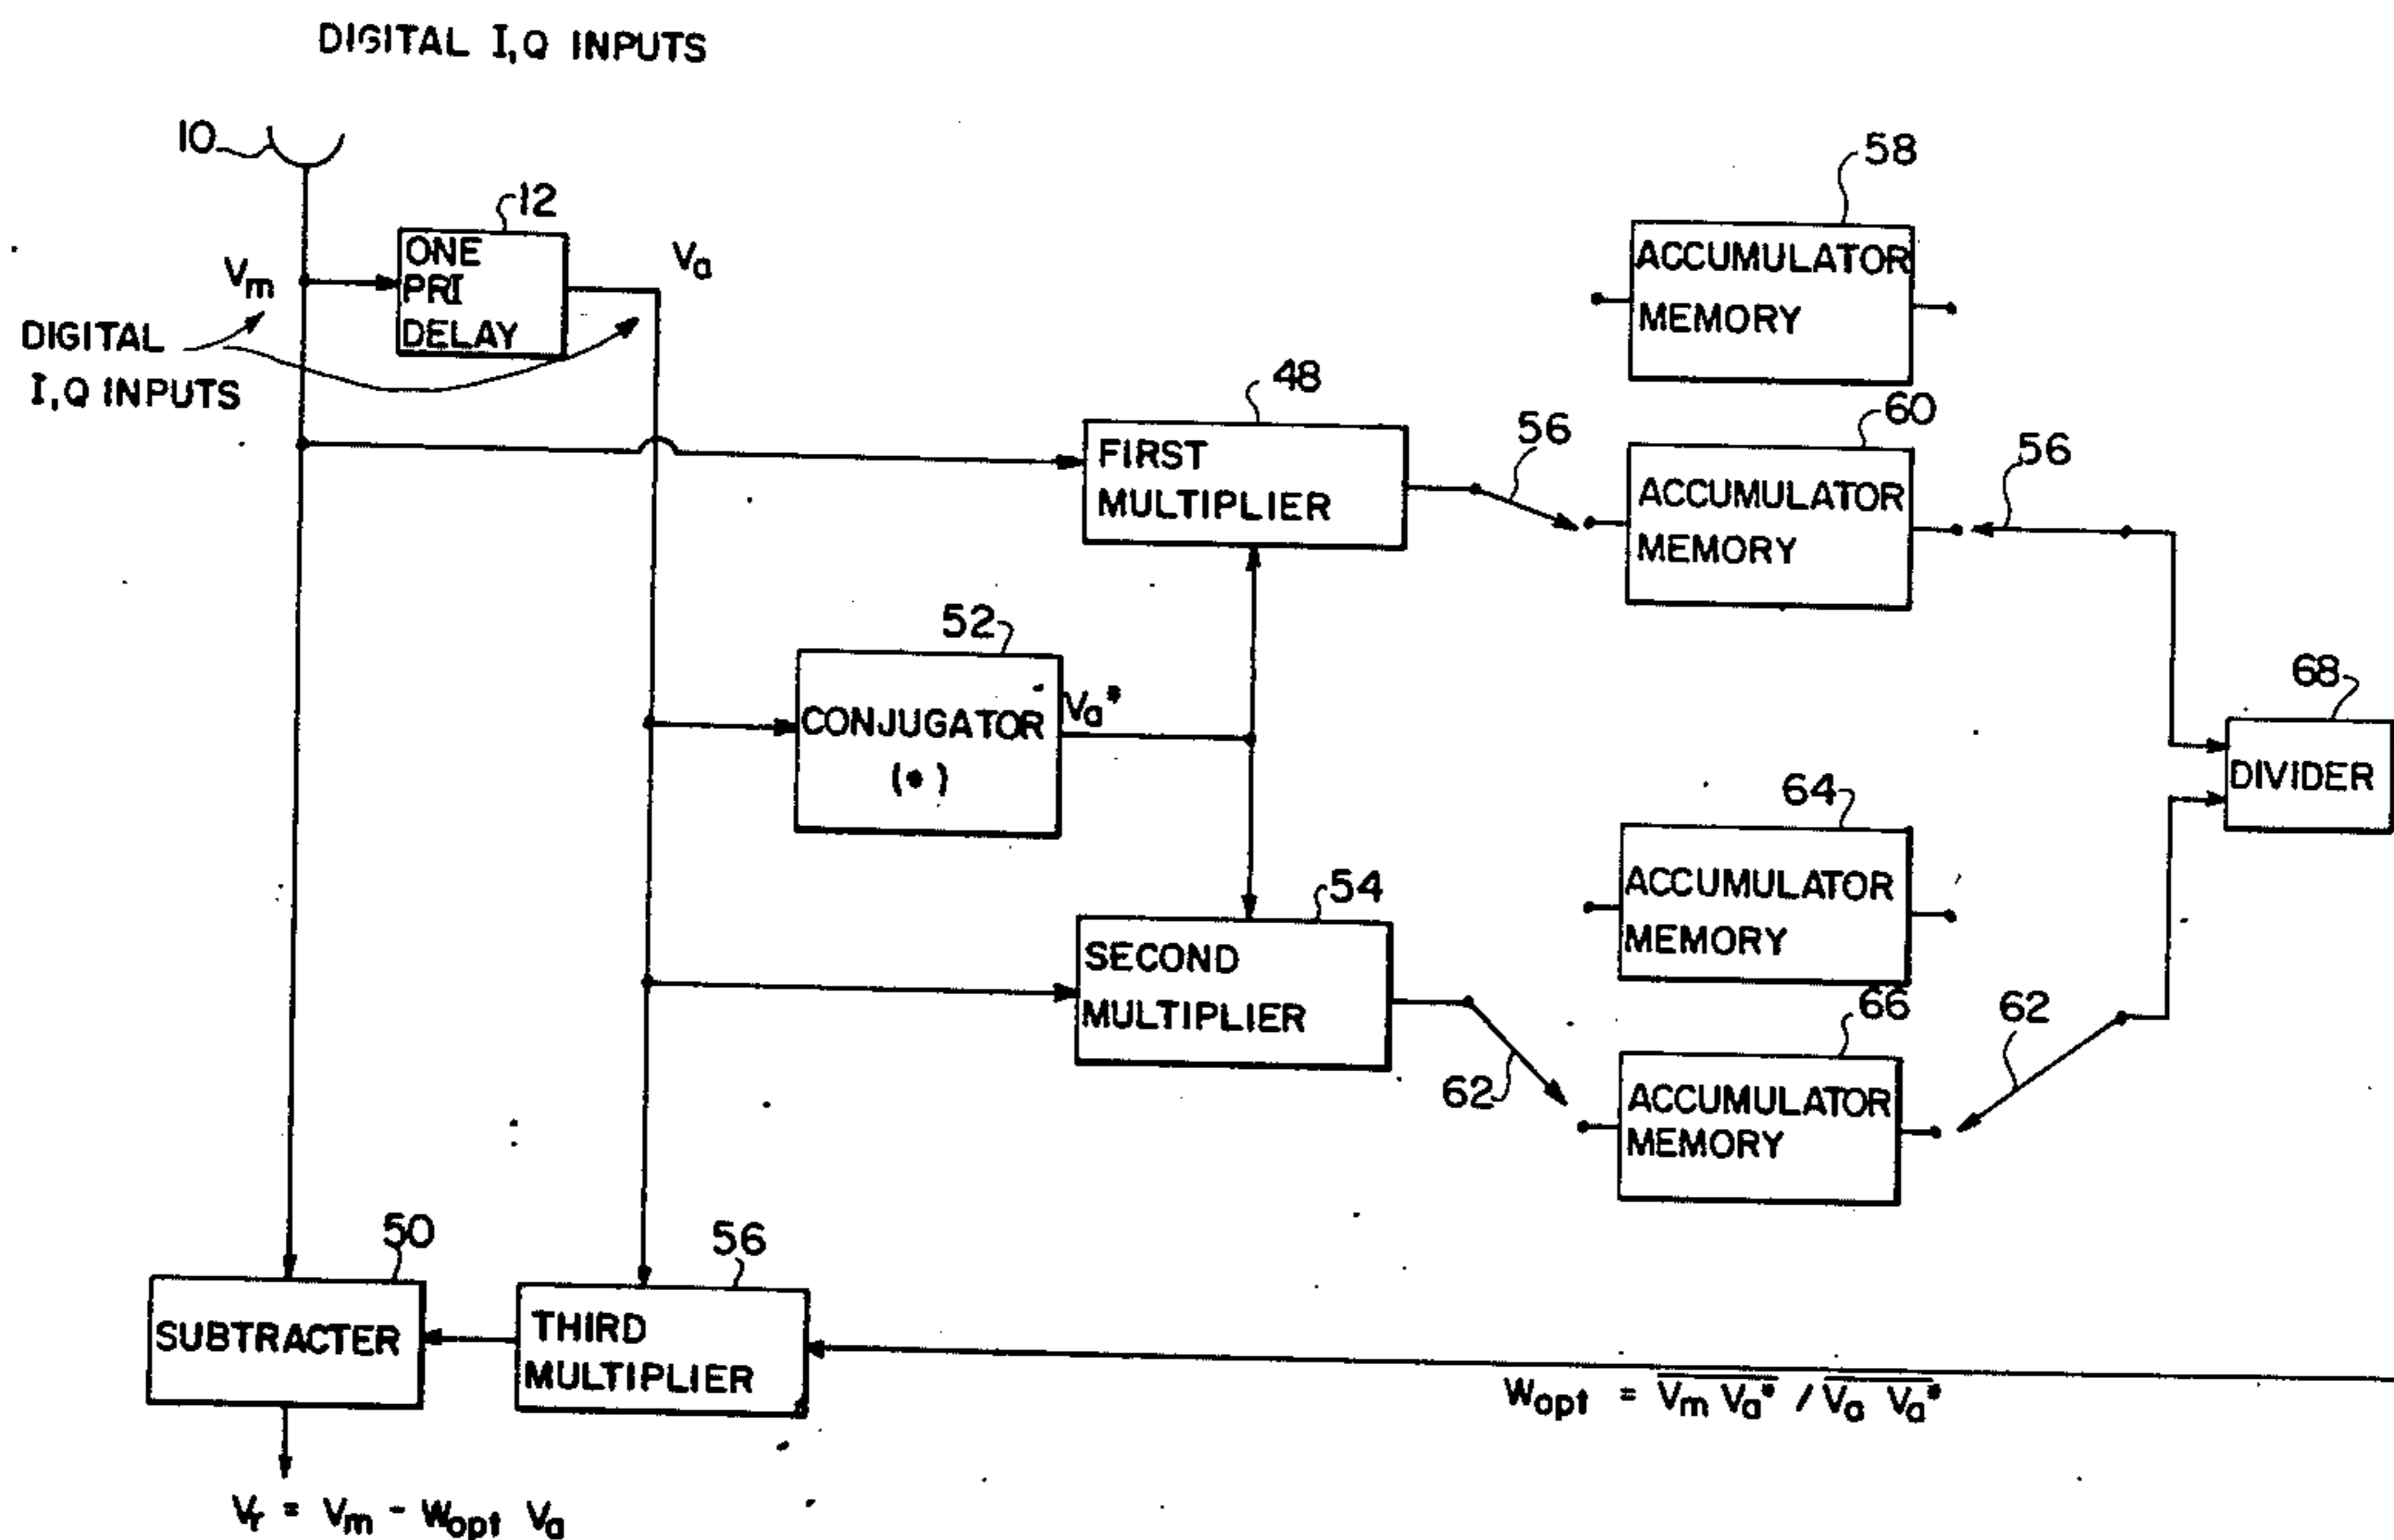 DIGITAL I,Q INPUTS
10
12
ONE
PRI
DELAY
Vm
Va
DIGITAL
I,Q INPUTS
58
ACCUMULATOR
MEMORY
48
FIRST
MULTIPLIER
56
60
ACCUMULATOR
MEMORY
56
52
CONJUGATOR
(*)
Va*
68
DIVIDER
64
ACCUMULATOR
MEMORY
54
SECOND
MULTIPLIER
62
66
ACCUMULATOR
MEMORY
62
50
SUBTRACTER
56
THIRD
MULTIPLIER
Wopt = Vm Va* / Va Va*
Vr = Vm - Wopt Va